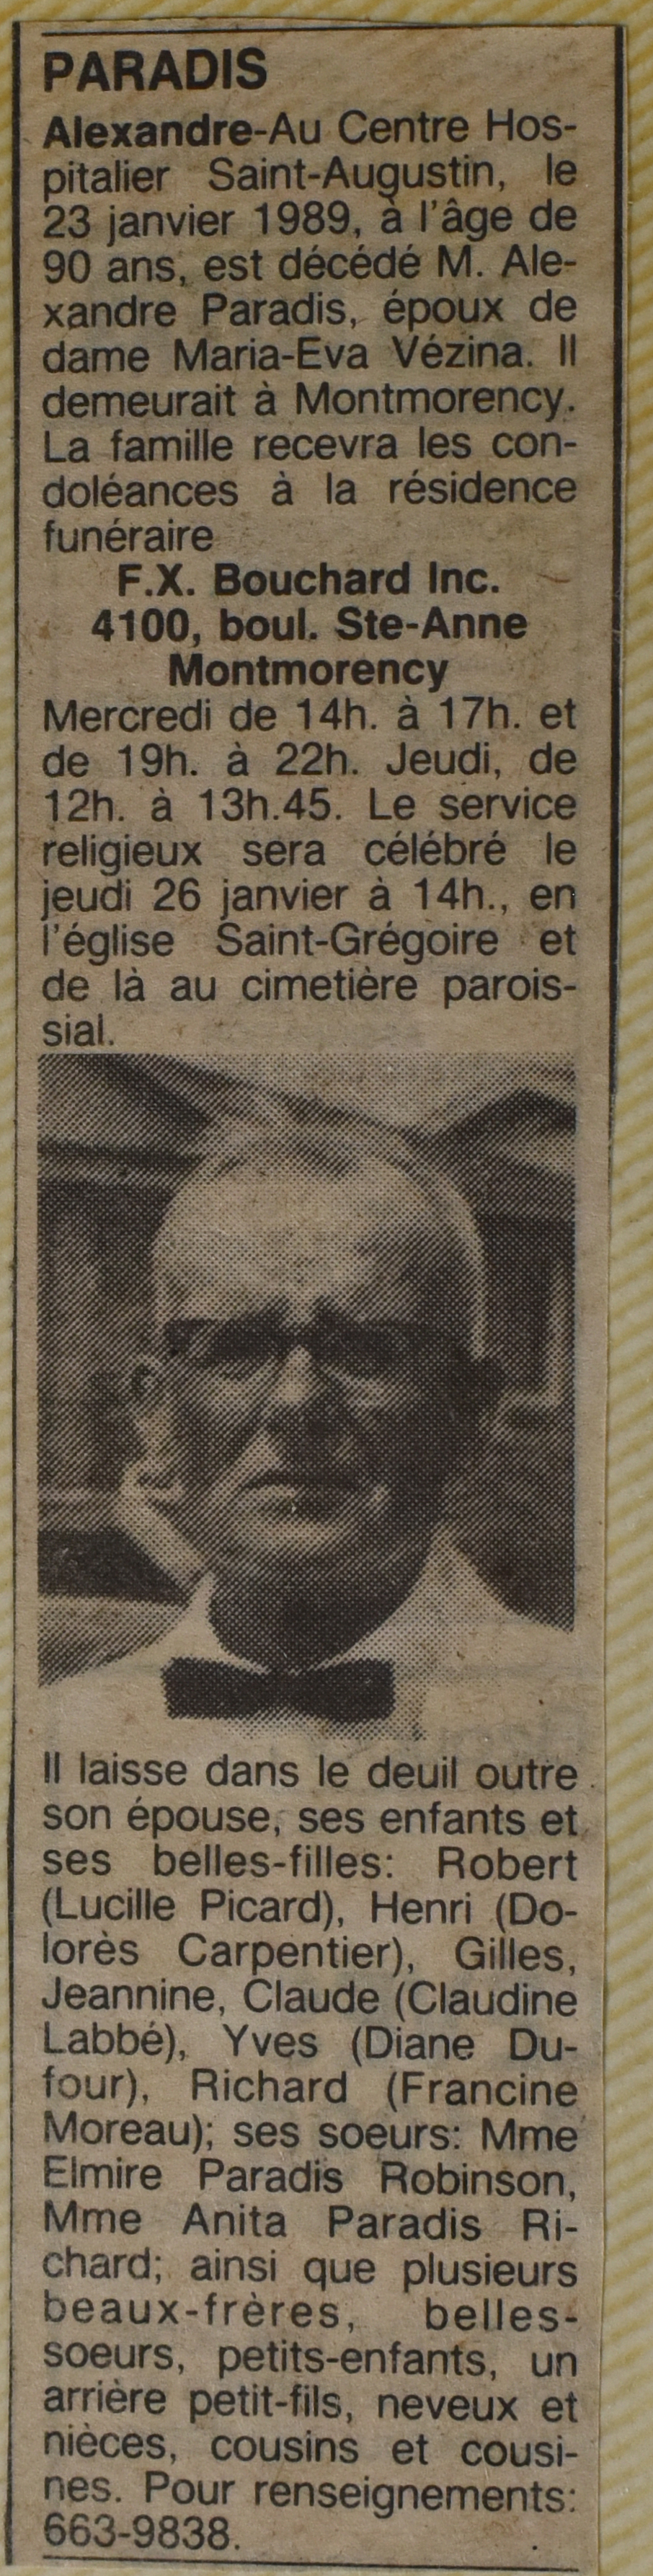 PARADIS
Alexandre-Au Centre Hos-
pitalier Saint-Augustin, le
23 janvier 1989, à l'âge de
90 ans, est décédé M. Ale-
xandre Paradis, époux de
dame Maria-Eva Vézina. Il
demeurait à Montmorency.
La famille recevra les con-
doléances à la résidence
funéraire
F.X. Bouchard Inc.
4100, boul. Ste-Anne
Montmorency
Mercredi de 14h. à 17h. et
de 19h. à 22h. Jeudi, de
12h. à 13h.45. Le service
religieux sera célébré le
jeudi 26 janvier à 14h., en
l'église Saint-Grégoire et
de là au cimetière parois-
sial.
Il laisse dans le deuil outre
son épouse, ses enfants et
ses belles-filles: Robert
(Lucille Picard), Henri (Do-
lorès Carpentier), Gilles,
Jeannine, Claude (Claudine
Labbé), Yves (Diane Du-
four), Richard (Francine
Moreau); ses soeurs: Mme
Elmire Paradis Robinson,
Mme Anita Paradis Ri-
chard; ainsi que plusieurs
beaux-frères, belles-
soeurs, petits-enfants, un
arrière petit-fils, neveux et
nièces, cousins et cousi-
nes. Pour renseignements:
663-9838.